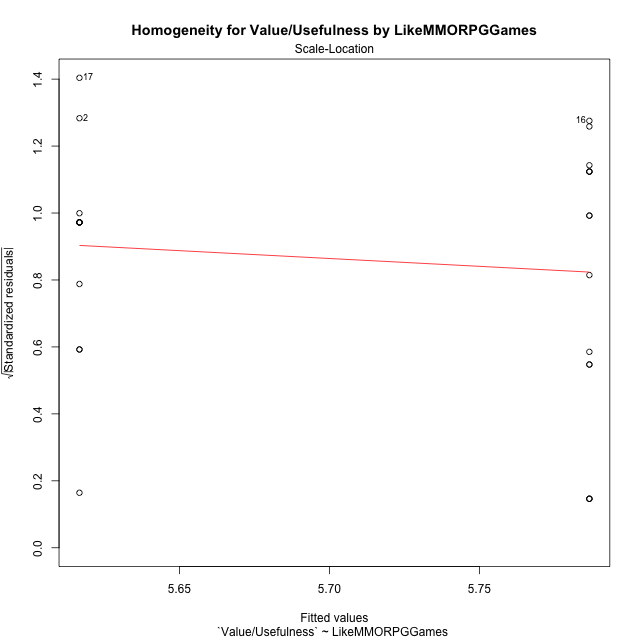 Homogeneity for Value/Usefulness by LikeMMORPGGames
Scale-Location
1.4
1.2
1.0
0.8
0.6
0.4
0.2
0.0
√|Standardized residuals|
17
2
16
5.65 5.70 5.75
Fitted values
`Value/Usefulness` ~ LikeMMORPGGames